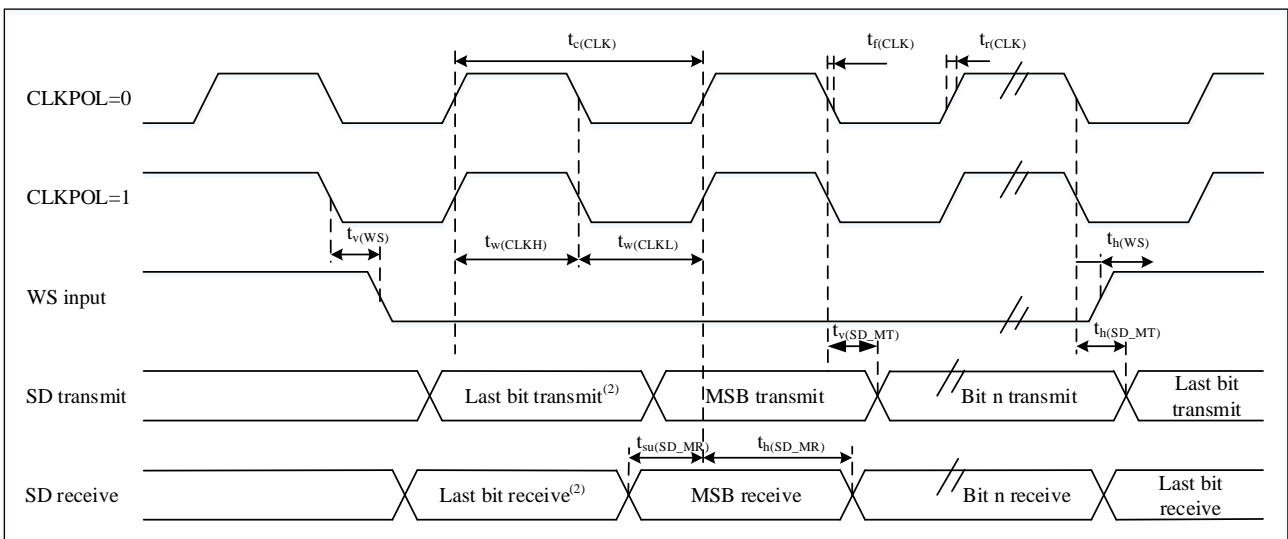 t_c(CLK)
t_f(CLK)
t_r(CLK)
CLKPOL=0
CLKPOL=1
t_v(WS)
t_w(CLKH)
t_w(CLKL)
t_h(WS)
WS input
t_v(SD_MT)
t_h(SD_MT)
SD transmit
Last bit transmit(2)
MSB transmit
Bit n transmit
Last bit
transmit
t_su(SD_MR)
t_h(SD_MR)
SD receive
Last bit receive(2)
MSB receive
Bit n receive
Last bit
receive